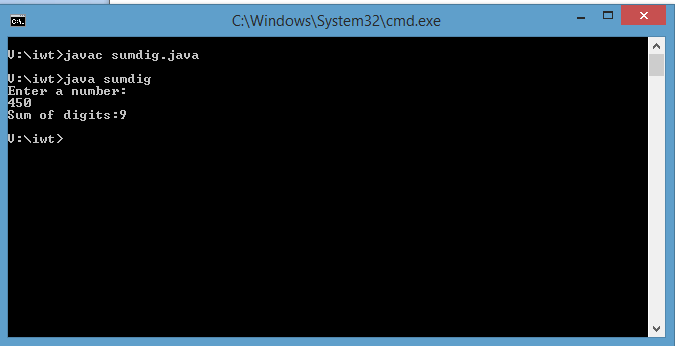 C:\Windows\System32\cmd.exe
V:\iwt>javac sumdig.java
V:\iwt>java sumdig
Enter a number:
450
Sum of digits:9
V:\iwt>